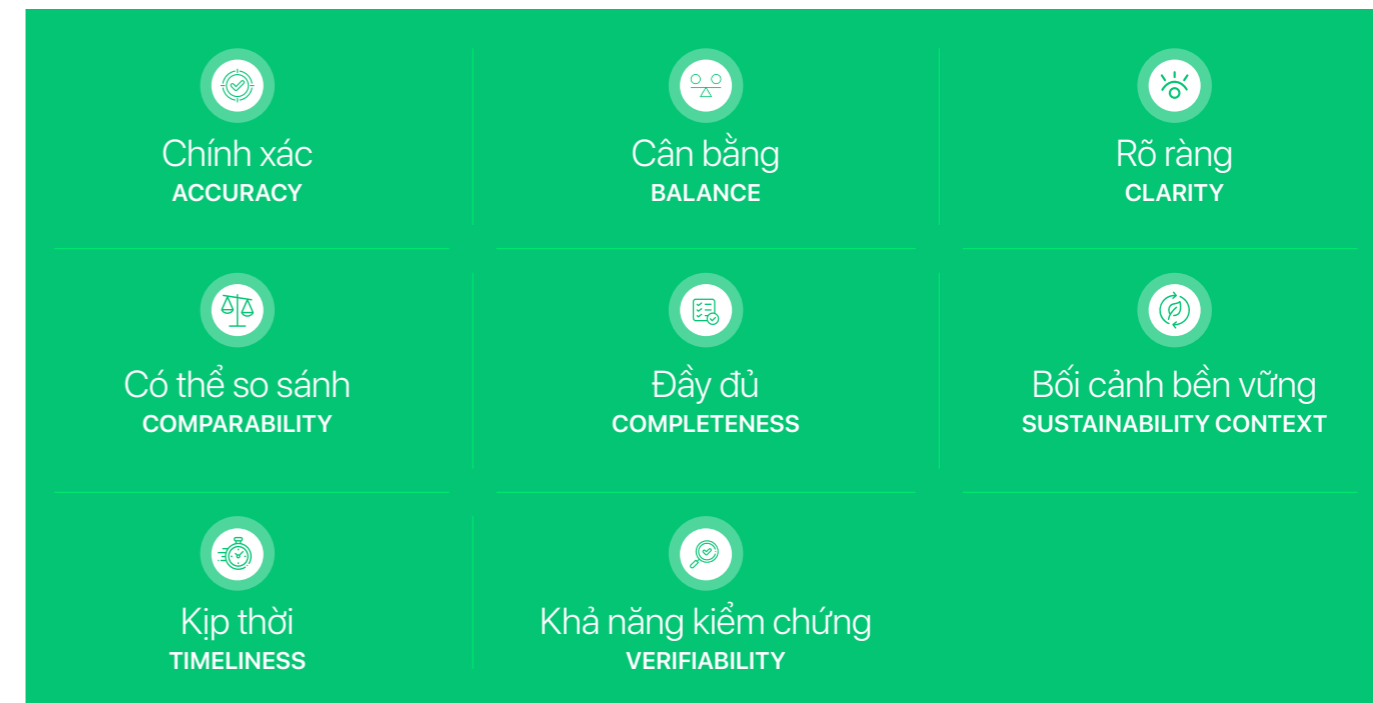 Chính xác
ACCURACY
Cân bằng
BALANCE
Rõ ràng
CLARITY
Có thể so sánh
COMPARABILITY
Đầy đủ
COMPLETENESS
Bối cảnh bền vững
SUSTAINABILITY CONTEXT
Kịp thời
TIMELINESS
Khả năng kiểm chứng
VERIFIABILITY